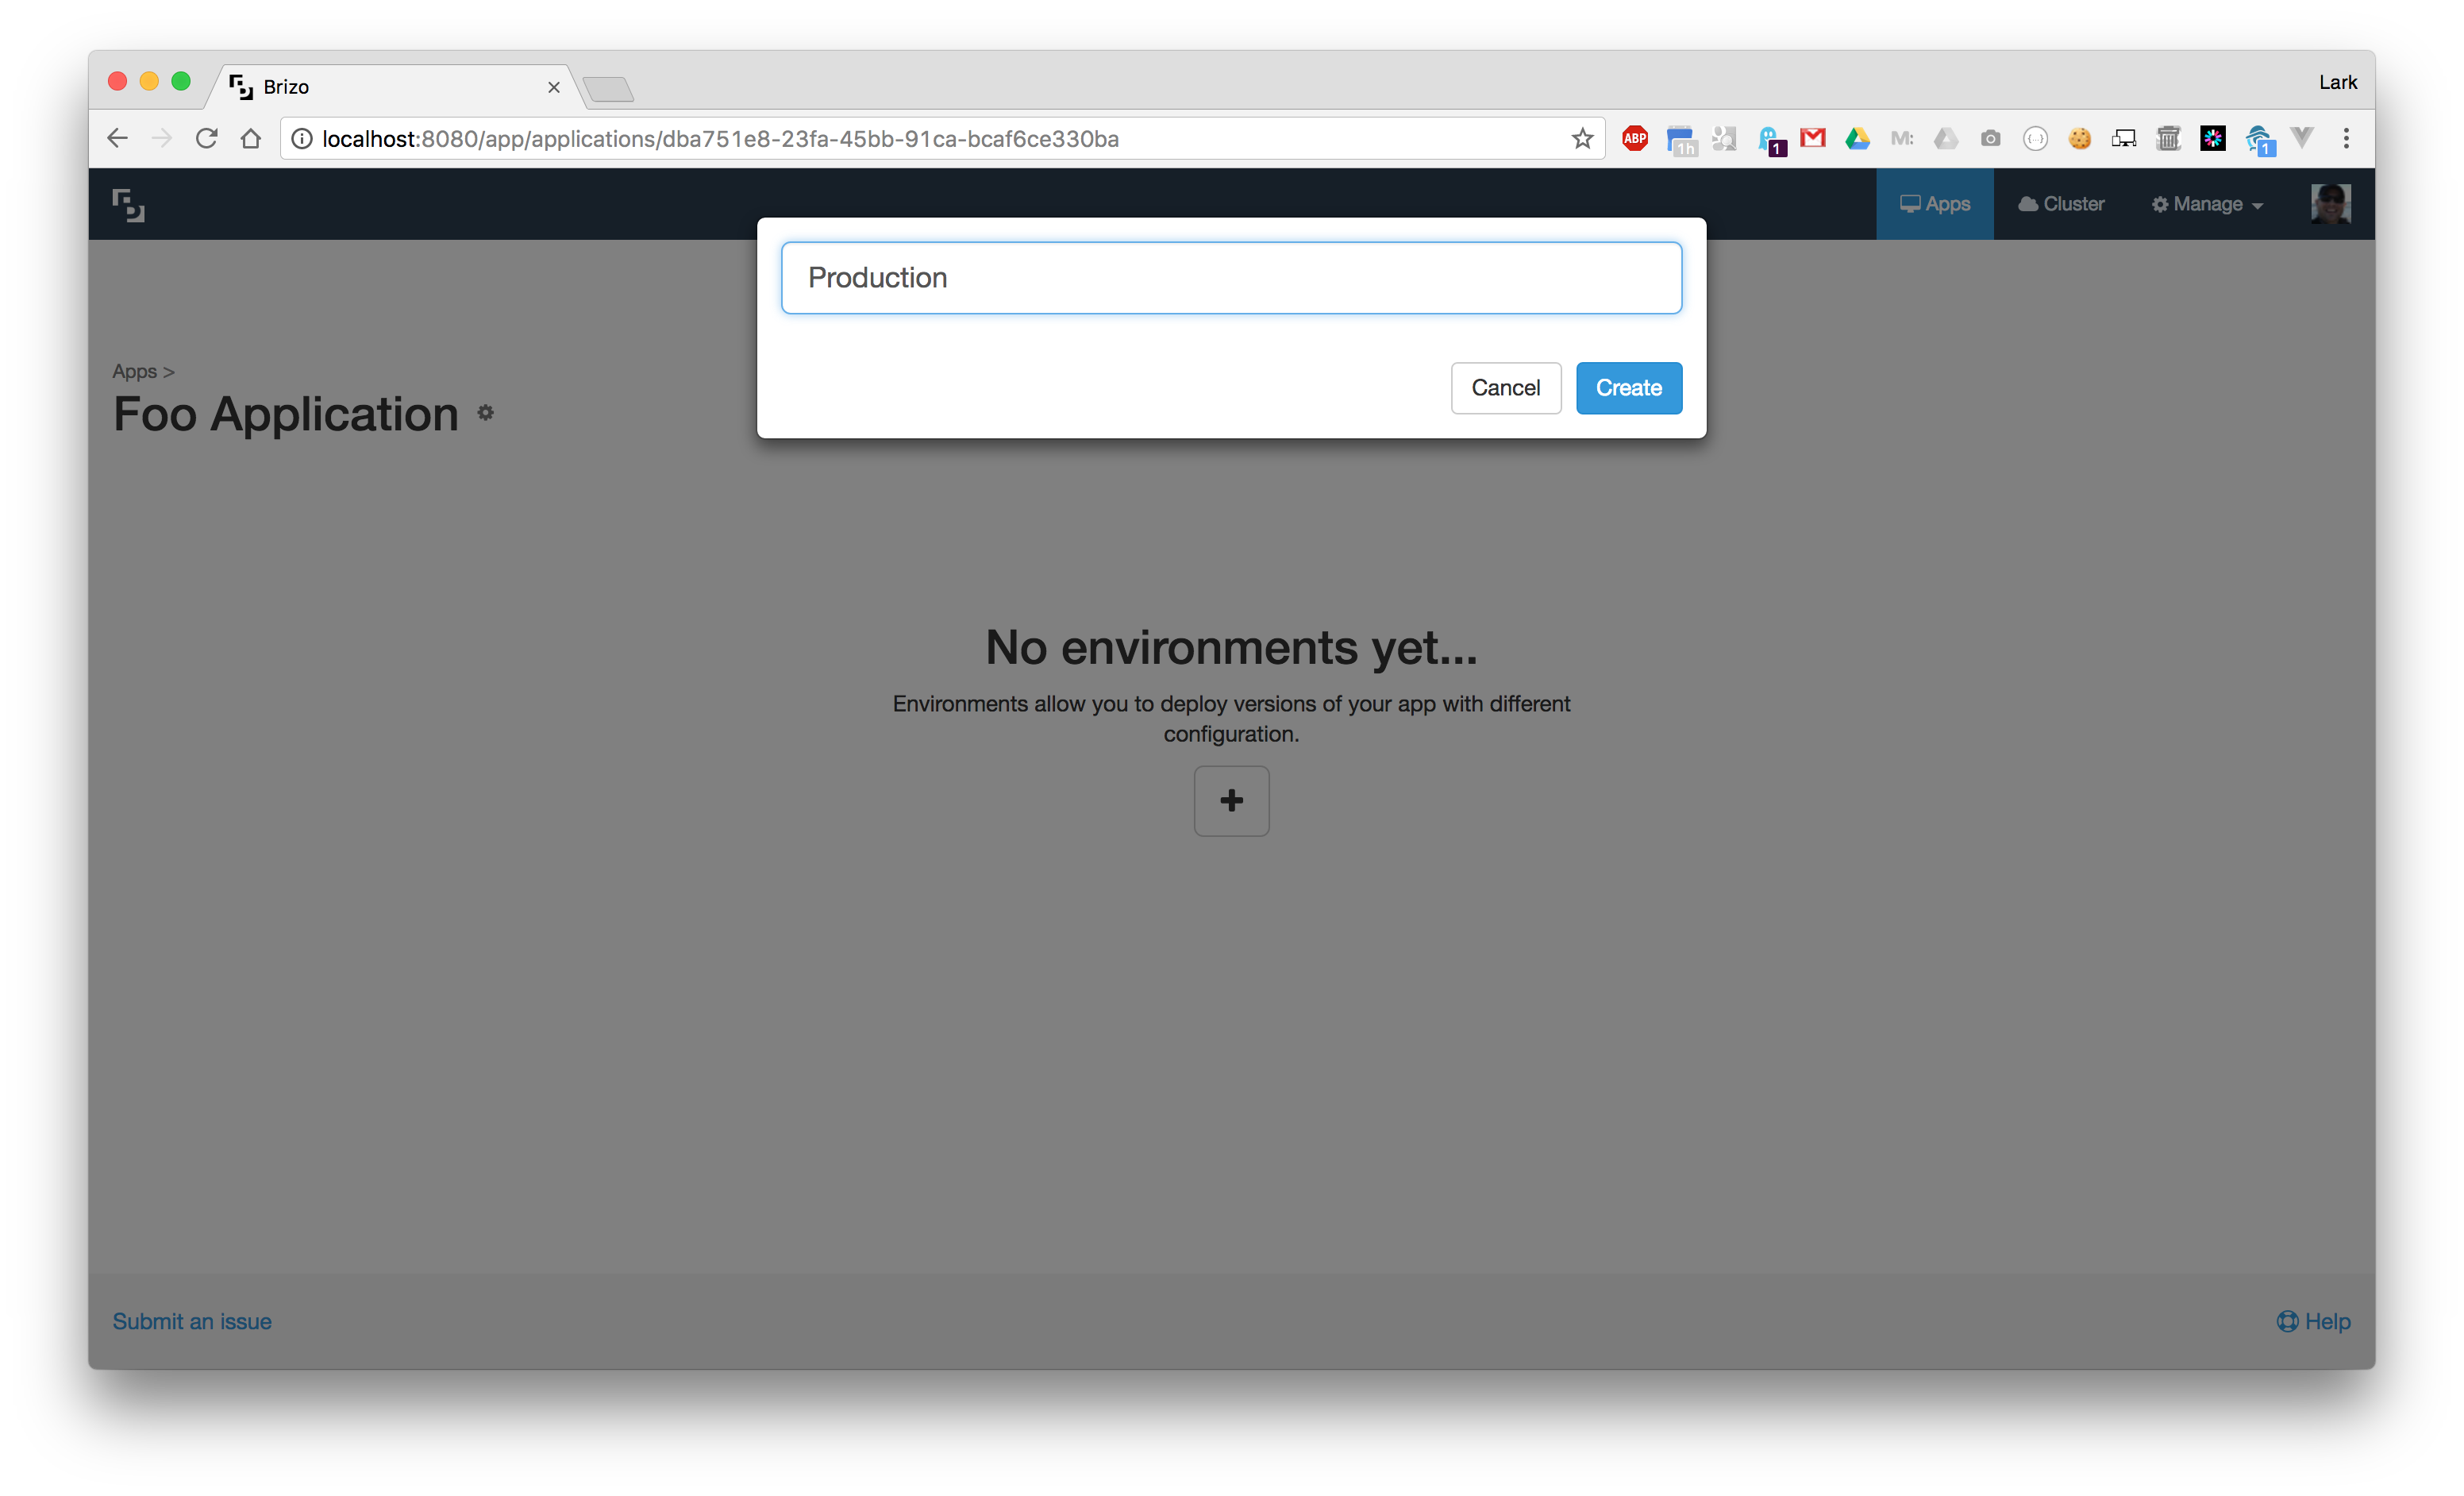 Brizo
Lark
localhost:8080/app/applications/dba751e8-23fa-45bb-91ca-bcaf6ce330ba
ABP
1h
1
M:
{...}
1
Apps
Cluster
Manage
Production
Cancel
Create
Apps >
Foo Application
No environments yet...
Environments allow you to deploy versions of your app with different
configuration.
Submit an issue
Help